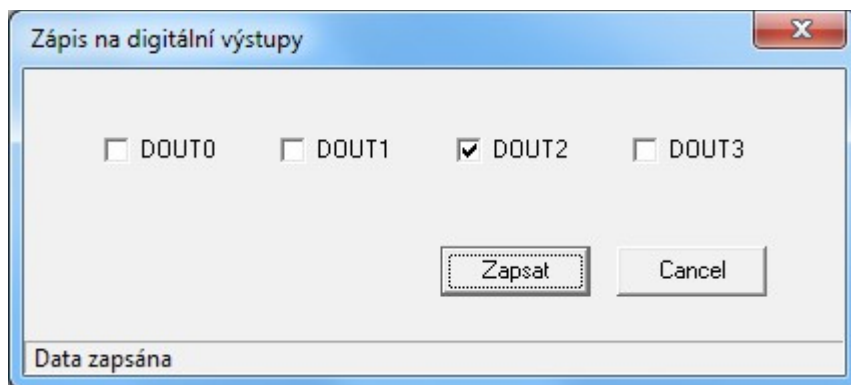 Zápis na digitální výstupy
DOUT0 DOUT1 DOUT2 DOUT3
Zapsat Cancel
Data zapsána